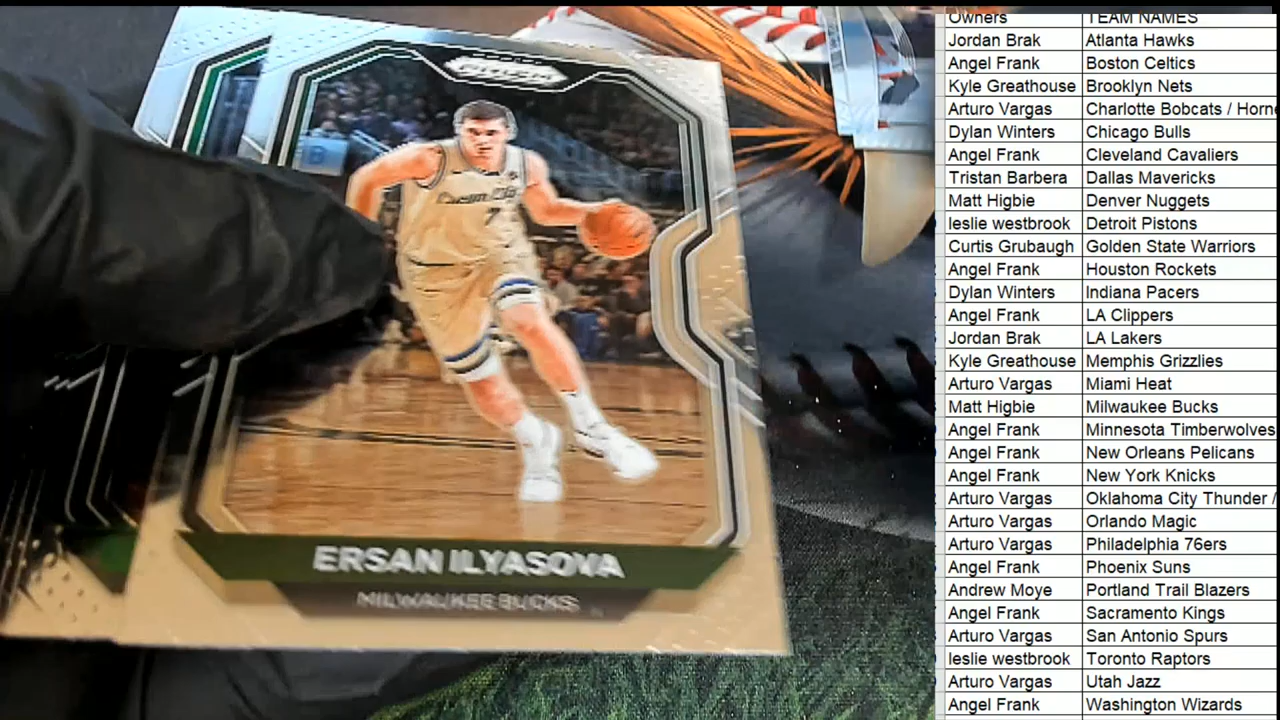 PRIZM
Cream City
7
ERSAN ILYASOVA
MILWAUKEE BUCKS
Owners TEAM NAMES
Jordan Brak Atlanta Hawks
Angel Frank Boston Celtics
Kyle Greathouse Brooklyn Nets
Arturo Vargas Charlotte Bobcats / Horne
Dylan Winters Chicago Bulls
Angel Frank Cleveland Cavaliers
Tristan Barbera Dallas Mavericks
Matt Higbie Denver Nuggets
leslie westbrook Detroit Pistons
Curtis Grubaugh Golden State Warriors
Angel Frank Houston Rockets
Dylan Winters Indiana Pacers
Angel Frank LA Clippers
Jordan Brak LA Lakers
Kyle Greathouse Memphis Grizzlies
Arturo Vargas Miami Heat
Matt Higbie Milwaukee Bucks
Angel Frank Minnesota Timberwolves
Angel Frank New Orleans Pelicans
Angel Frank New York Knicks
Arturo Vargas Oklahoma City Thunder /
Arturo Vargas Orlando Magic
Arturo Vargas Philadelphia 76ers
Angel Frank Phoenix Suns
Andrew Moye Portland Trail Blazers
Angel Frank Sacramento Kings
Arturo Vargas San Antonio Spurs
leslie westbrook Toronto Raptors
Arturo Vargas Utah Jazz
Angel Frank Washington Wizards